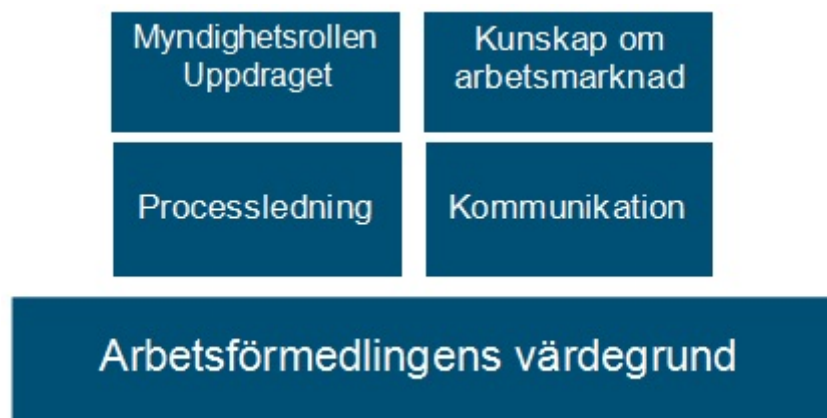 Myndighetsrollen
Uppdraget
Kunskap om
arbetsmarknad
Processledning
Kommunikation
Arbetsförmedlingens värdegrund